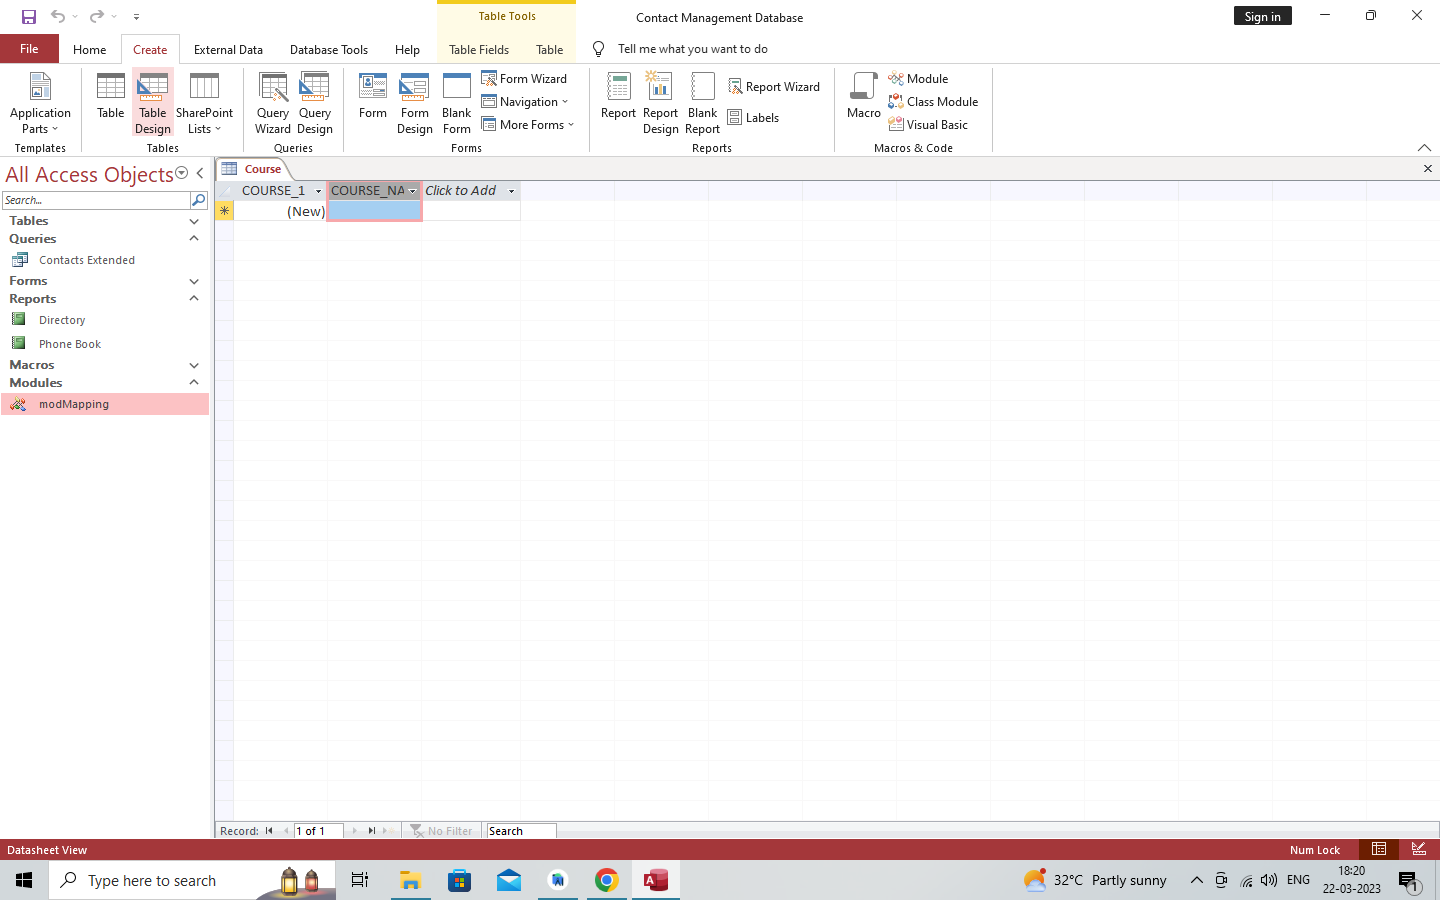 Table Tools
Contact Management Database
Sign in
File
Home
Create
External Data
Database Tools
Help
Table Fields
Table
Tell me what you want to do
Application Parts
Templates
Table
Table Design
SharePoint Lists
Tables
Query Wizard
Query Design
Queries
Form
Form Design
Blank Form
Form Wizard
Navigation
More Forms
Forms
Report
Report Design
Blank Report
Report Wizard
Labels
Reports
Macro
Module
Class Module
Visual Basic
Macros & Code
All Access Objects
Search...
Tables
Queries
Contacts Extended
Forms
Reports
Directory
Phone Book
Macros
Modules
modMapping
Course
COURSE_1
COURSE_NA
Click to Add
(New)
Record:
1 of 1
No Filter
Search
Datasheet View
Num Lock
Type here to search
32°C Partly sunny
ENG
18:20
22-03-2023
1